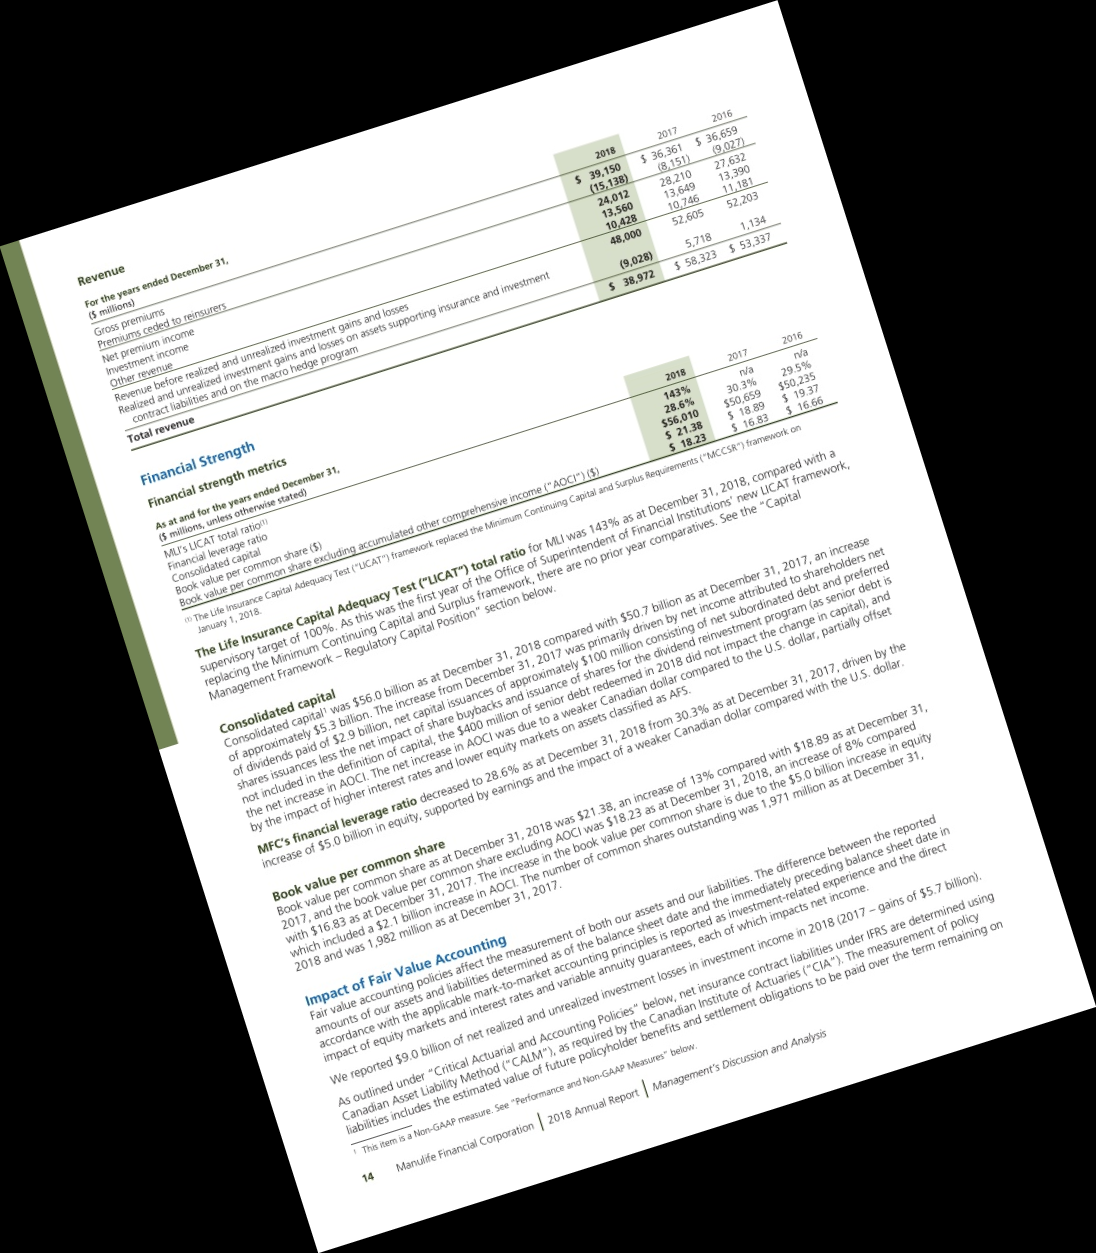 Revenue
For the years ended December 31,
($ millions) 2018 2017 2016
Gross premiums $ 39,150 $ 36,361 $ 36,659
Premiums ceded to reinsurers (15,138) (8,151) (9,027)
Net premium income 24,012 28,210 27,632
Investment income 13,560 13,649 13,390
Other revenue 10,428 10,746 11,181
Revenue before realized and unrealized investment gains and losses 48,000 52,605 52,203
Realized and unrealized investment gains and losses on assets supporting insurance and investment
contract liabilities and on the macro hedge program (9,028) 5,718 1,134
Total revenue $ 38,972 $ 58,323 $ 53,337
Financial Strength
Financial strength metrics
As at and for the years ended December 31,
($ millions, unless otherwise stated) 2018 2017 2016
MLI's LICAT total ratio(1) 143% n/a n/a
Financial leverage ratio 28.6% 30.3% 29.5%
Consolidated capital $56,010 $50,659 $50,235
Book value per common share ($) $ 21.38 $ 18.89 $ 19.37
Book value per common share excluding accumulated other comprehensive income ("AOCI") ($) $ 18.23 $ 16.83 $ 16.66
(1) The Life Insurance Capital Adequacy Test ("LICAT") framework replaced the Minimum Continuing Capital and Surplus Requirements ("MCCSR") framework on
January 1, 2018.
The Life Insurance Capital Adequacy Test ("LICAT") total ratio for MLI was 143% as at December 31, 2018, compared with a
supervisory target of 100%. As this was the first year of the Office of Superintendent of Financial Institutions' new LICAT framework,
replacing the Minimum Continuing Capital and Surplus framework, there are no prior year comparatives. See the "Capital
Management Framework – Regulatory Capital Position" section below.
Consolidated capital
Consolidated capital1 was $56.0 billion as at December 31, 2018 compared with $50.7 billion as at December 31, 2017, an increase
of approximately $5.3 billion. The increase from December 31, 2017 was primarily driven by net income attributed to shareholders net
of dividends paid of $2.9 billion, net capital issuances of approximately $100 million consisting of net subordinated debt and preferred
shares issuances less the net impact of share buybacks and issuance of shares for the dividend reinvestment program (as senior debt is
not included in the definition of capital, the $400 million of senior debt redeemed in 2018 did not impact the change in capital), and
the net increase in AOCI. The net increase in AOCI was due to a weaker Canadian dollar compared to the U.S. dollar, partially offset
by the impact of higher interest rates and lower equity markets on assets classified as AFS.
MFC's financial leverage ratio decreased to 28.6% as at December 31, 2018 from 30.3% as at December 31, 2017, driven by the
increase of $5.0 billion in equity, supported by earnings and the impact of a weaker Canadian dollar compared with the U.S. dollar.
Book value per common share
Book value per common share as at December 31, 2018 was $21.38, an increase of 13% compared with $18.89 as at December 31,
2017, and the book value per common share excluding AOCI was $18.23 as at December 31, 2018, an increase of 8% compared
with $16.83 as at December 31, 2017. The increase in the book value per common share is due to the $5.0 billion increase in equity
which included a $2.1 billion increase in AOCI. The number of common shares outstanding was 1,971 million as at December 31,
2018 and was 1,982 million as at December 31, 2017.
Impact of Fair Value Accounting
Fair value accounting policies affect the measurement of both our assets and our liabilities. The difference between the reported
amounts of our assets and liabilities determined as of the balance sheet date and the immediately preceding balance sheet date in
accordance with the applicable mark-to-market accounting principles is reported as investment-related experience and the direct
impact of equity markets and interest rates and variable annuity guarantees, each of which impacts net income.
We reported $9.0 billion of net realized and unrealized investment losses in investment income in 2018 (2017 – gains of $5.7 billion).
As outlined under "Critical Actuarial and Accounting Policies" below, net insurance contract liabilities under IFRS are determined using
Canadian Asset Liability Method ("CALM"), as required by the Canadian Institute of Actuaries ("CIA"). The measurement of policy
liabilities includes the estimated value of future policyholder benefits and settlement obligations to be paid over the term remaining on
1 This item is a Non-GAAP measure. See "Performance and Non-GAAP Measures" below.
14 Manulife Financial Corporation | 2018 Annual Report | Management's Discussion and Analysis